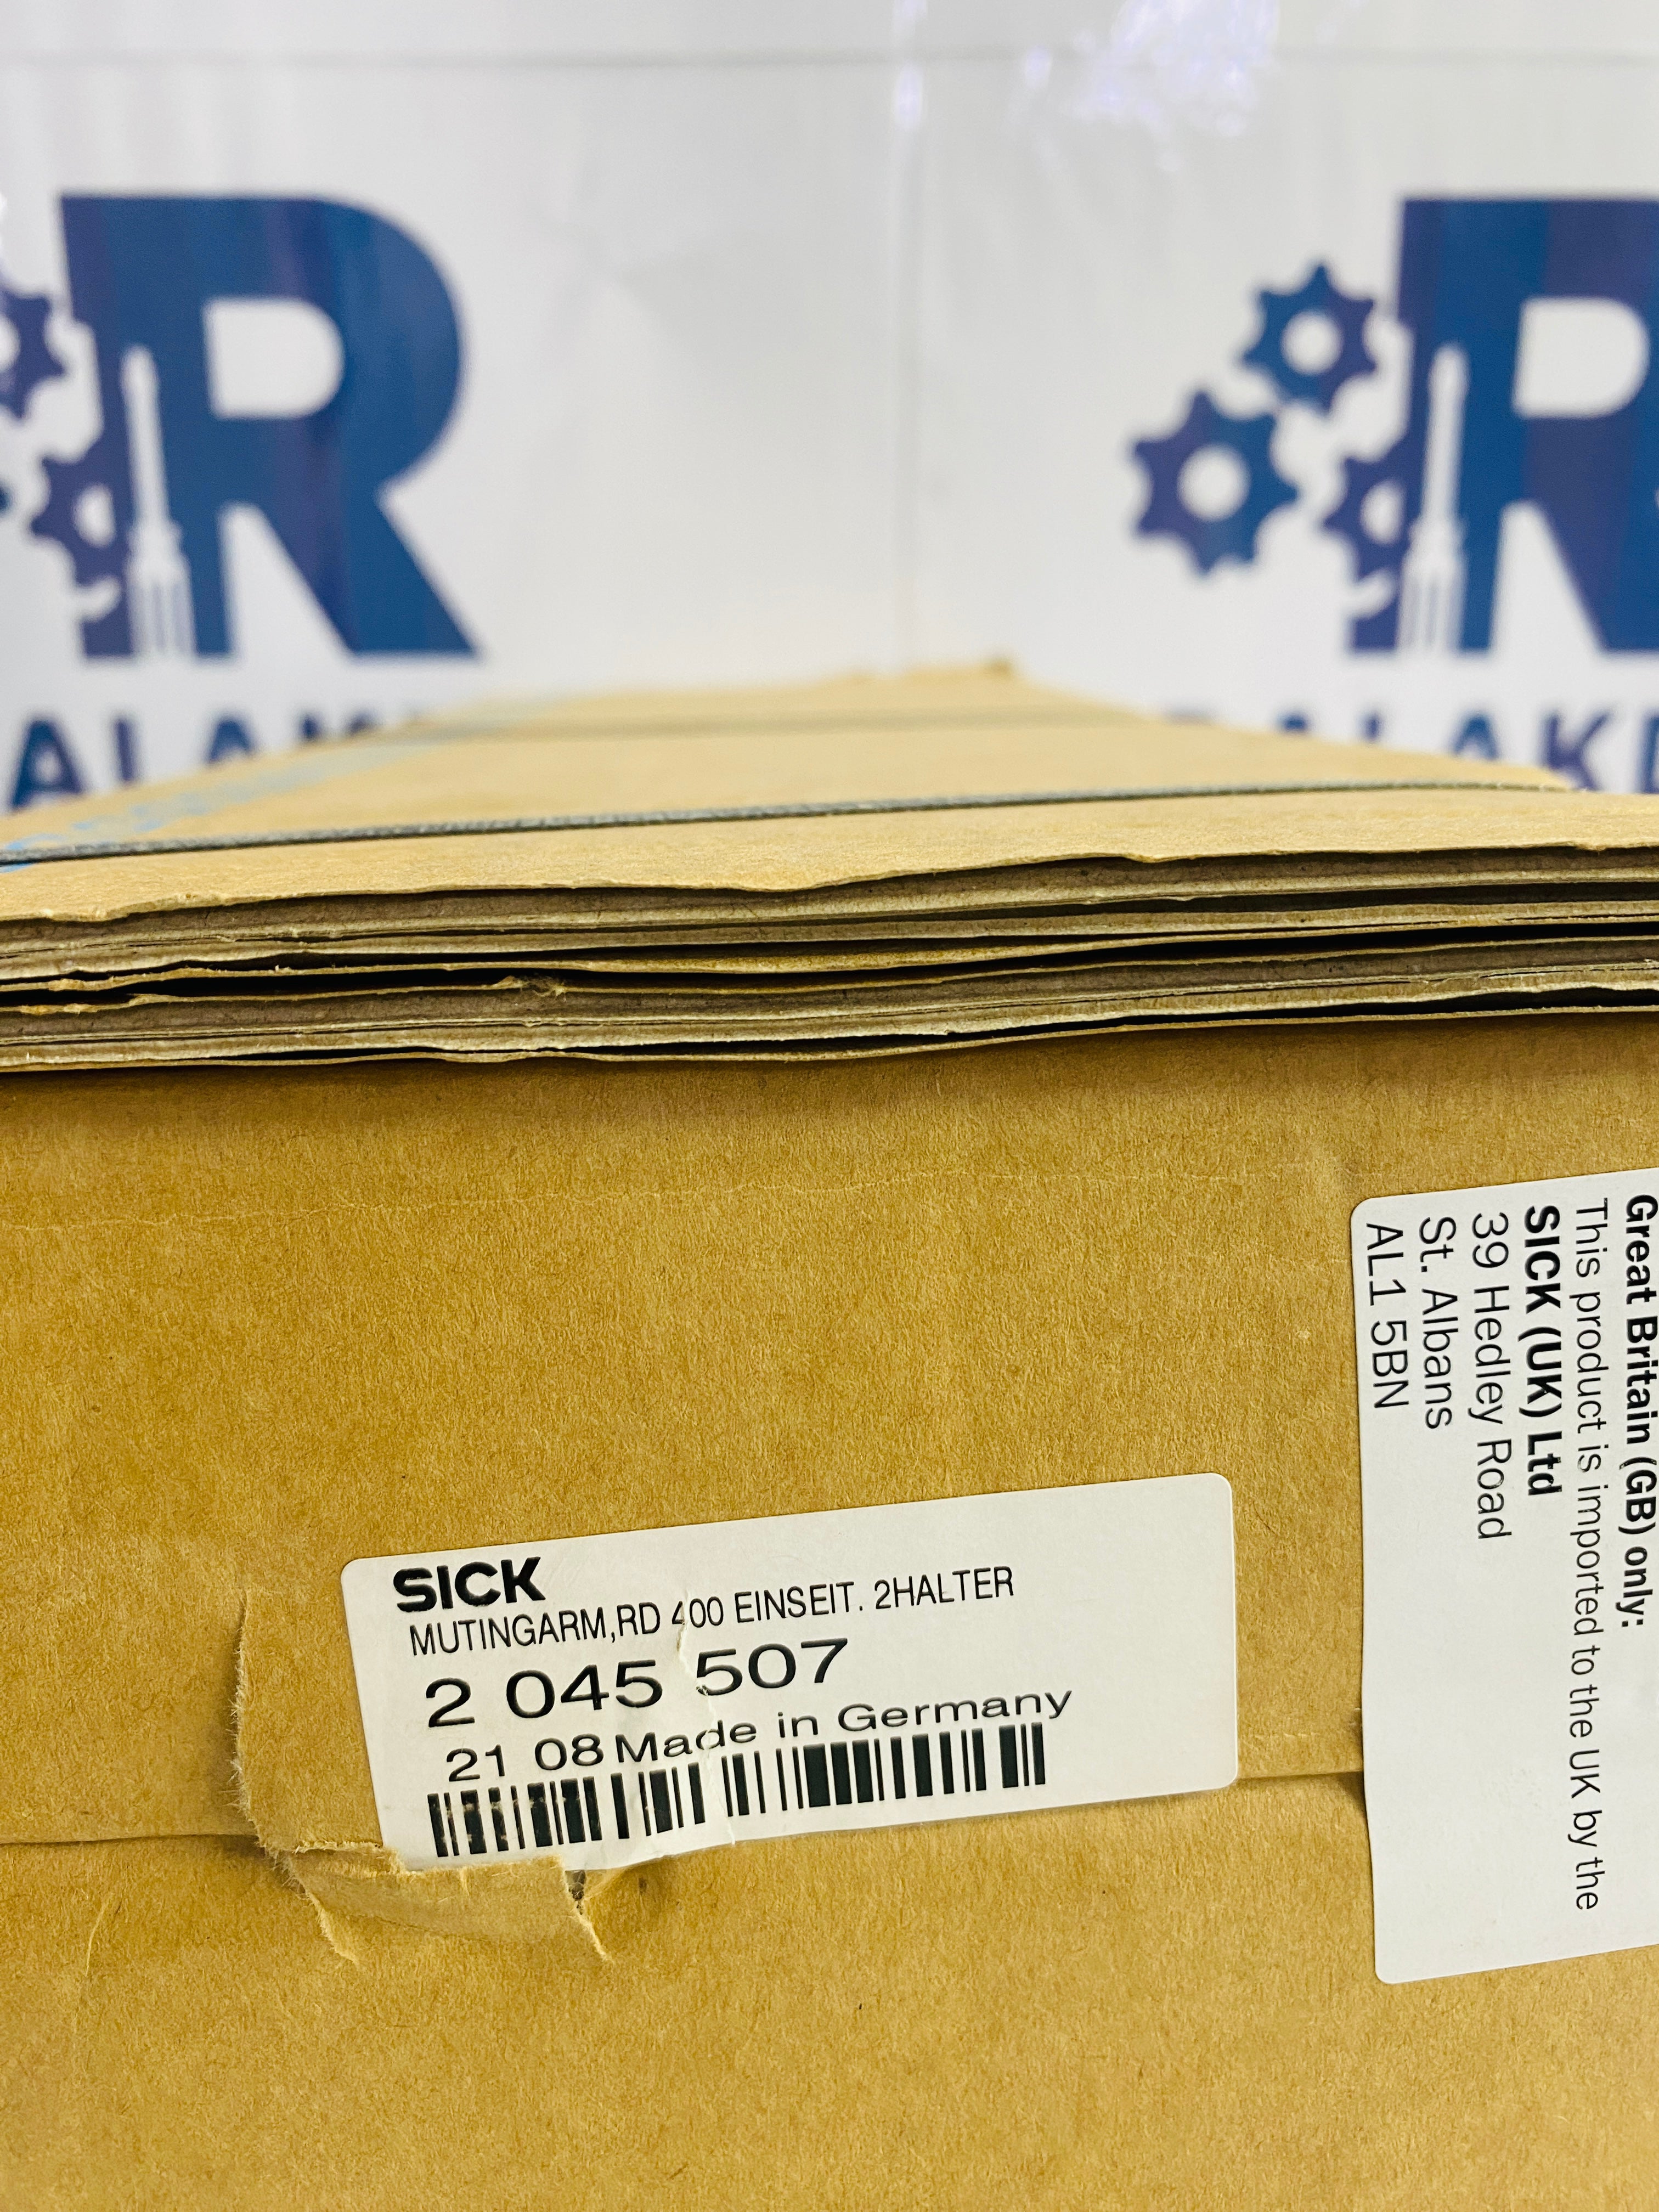 R
R
SICK
MUTINGARM,RD 400 EINSEIT. 2HALTER
2 045 507
21 08 Made in Germany
Great Britain (GB) only:
This product is imported to the UK by the
SICK (UK) Ltd
39 Hedley Road
St. Albans
AL1 5BN